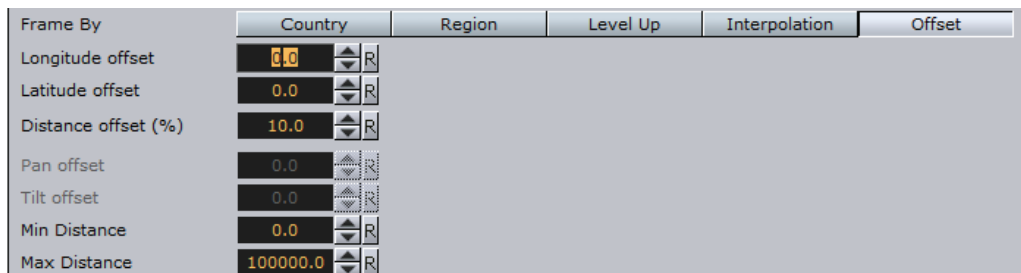 Frame By Country Region Level Up Interpolation Offset
Longitude offset 0.0 R
Latitude offset 0.0 R
Distance offset (%) 10.0 R
Pan offset 0.0 R
Tilt offset 0.0 R
Min Distance 0.0 R
Max Distance 100000.0 R